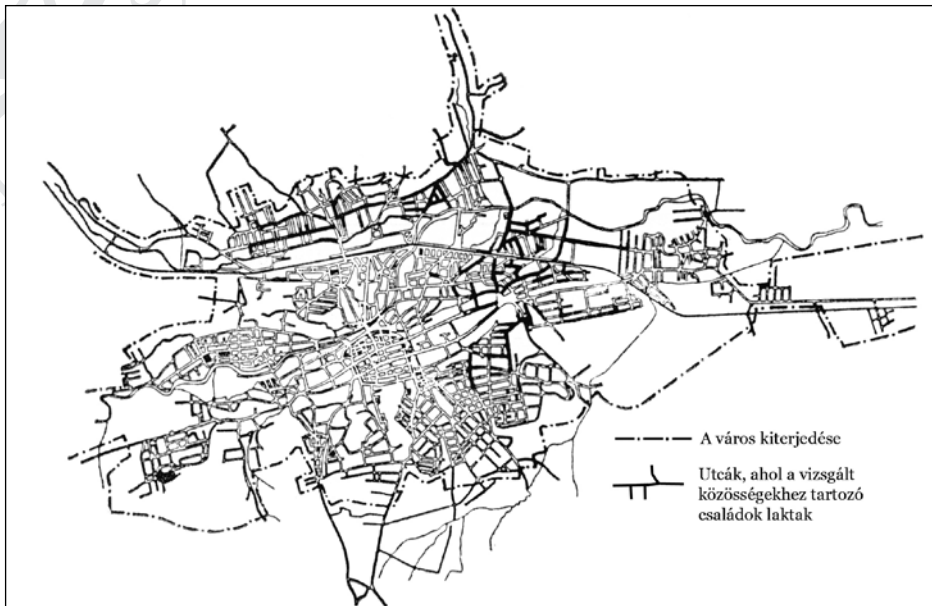 A város kiterjedése
Utcák, ahol a vizsgált
közösségekhez tartozó
családok laktak